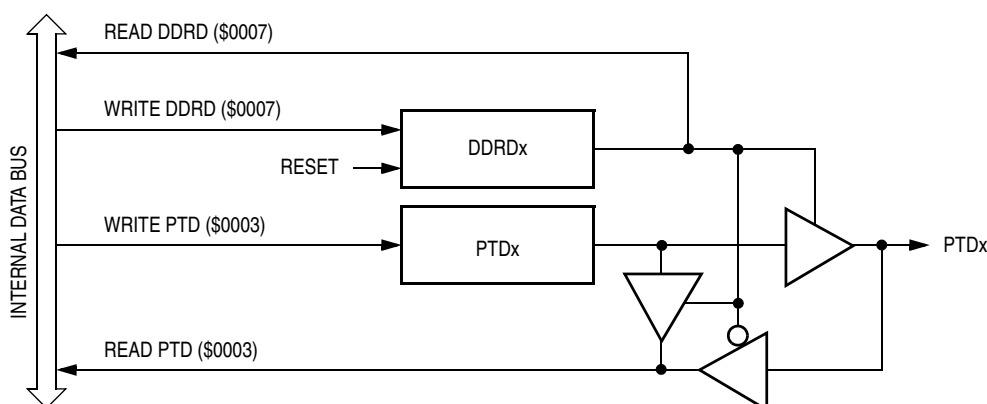 READ DDRD ($0007)
WRITE DDRD ($0007)
DDRDx
RESET
INTERNAL DATA BUS
WRITE PTD ($0003)
PTDx
PTDx
READ PTD ($0003)